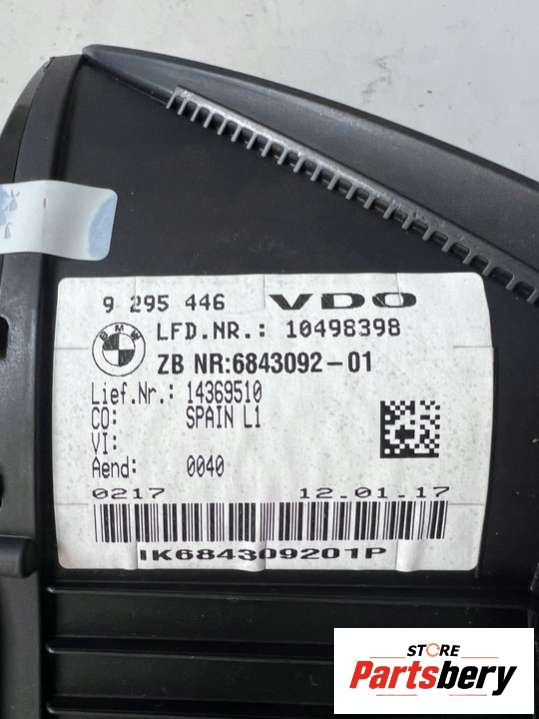 9 295 446 VDO
BMW
LFD.NR.: 10498398
ZB NR:6843092-01
Lief.Nr.: 14369510
CO: SPAIN L1
VI:
Aend: 0040
0217 12.01.17
IK684309201P
STORE
Partsbery